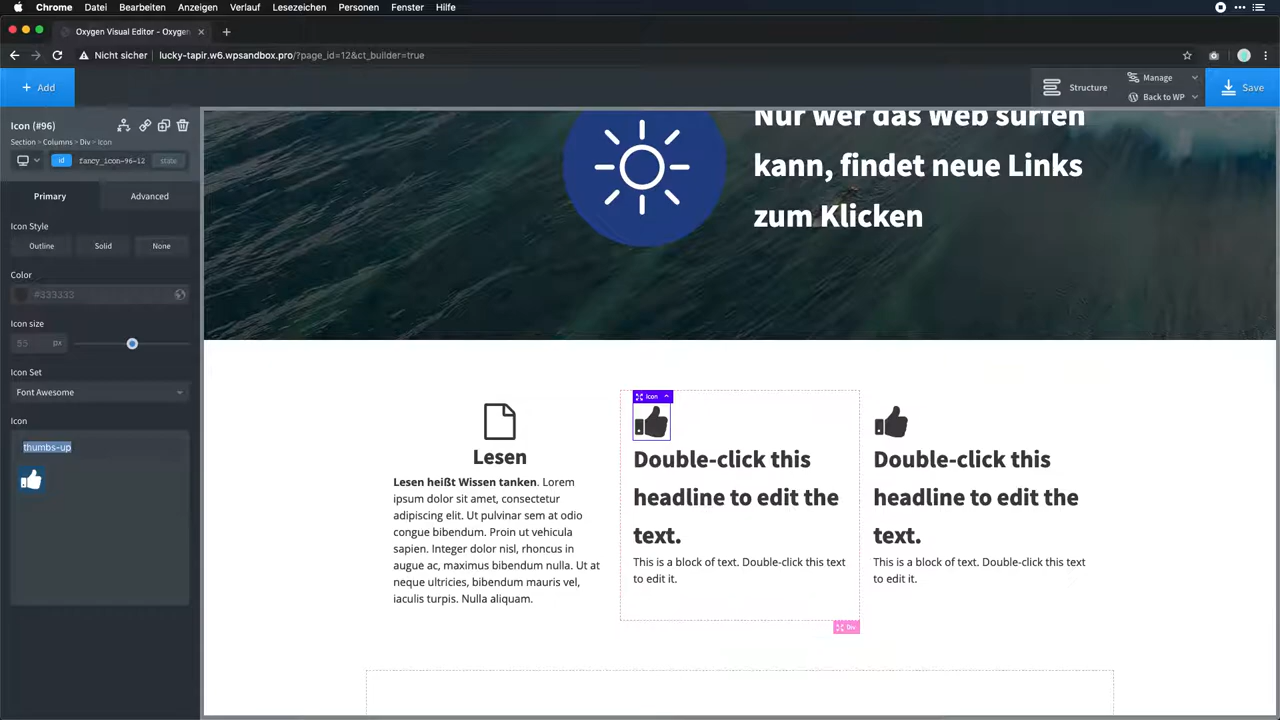 Chrome Datei Bearbeiten Anzeigen Verlauf Lesezeichen Personen Fenster Hilfe
Oxygen Visual Editor - Oxygen
Nicht sicher lucky-tapir.w6.wpsandbox.pro/?page_id=12&ct_builder=true
+ Add
Structure
Manage
Back to WP
Save
Icon (#96)
Section > Columns > Div > Icon
id fancy_icon-96-12 state
Primary Advanced
Icon Style
Outline Solid None
Color
#333333
Icon size
55 px
Icon Set
Font Awesome
Icon
thumbs-up
Nur wer das Web surfen
kann, findet neue Links
zum Klicken
Lesen
Lesen heißt Wissen tanken. Lorem
ipsum dolor sit amet, consectetur
adipiscing elit. Ut pulvinar sem at odio
congue bibendum. Proin ut vehicula
sapien. Integer dolor nisl, rhoncus in
augue ac, maximus bibendum nulla. Ut at
neque ultricies, bibendum mauris vel,
iaculis turpis. Nulla aliquam.
Icon
Double-click this
headline to edit the
text.
This is a block of text. Double-click this text
to edit it.
Div
Double-click this
headline to edit the
text.
This is a block of text. Double-click this text
to edit it.